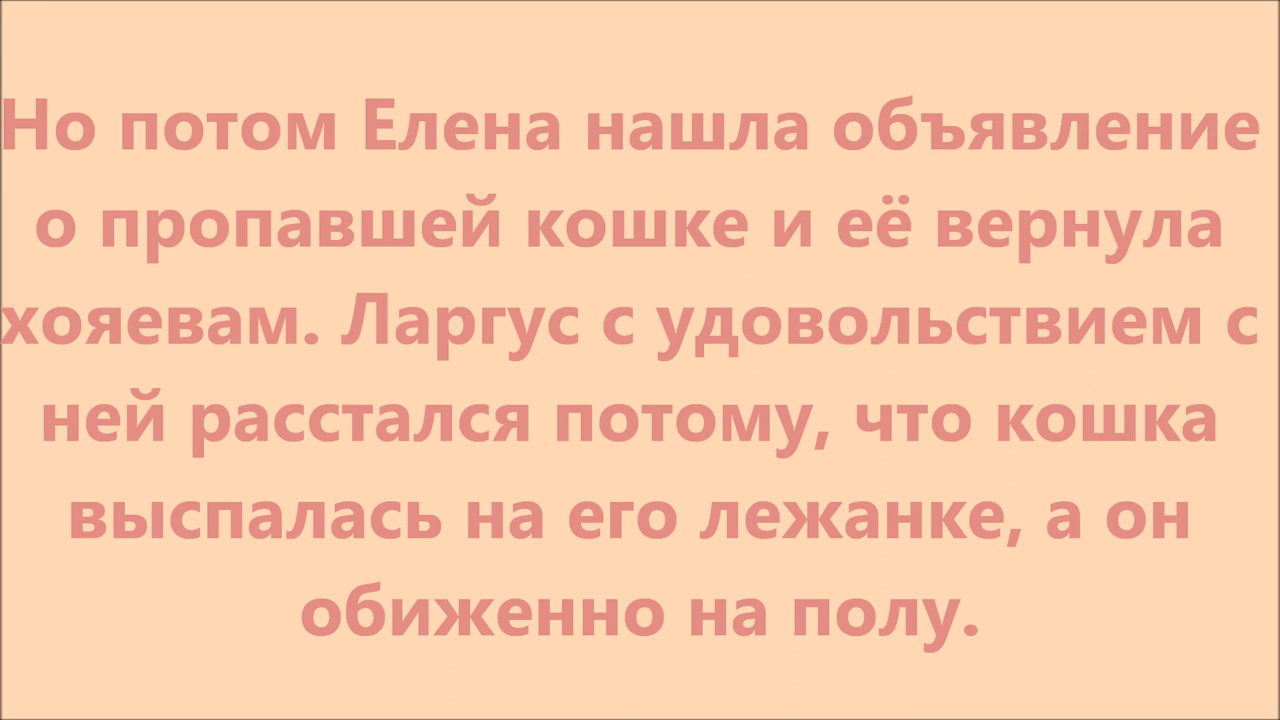 Но потом Елена нашла объявление
о пропавшей кошке и её вернула
хояевам. Ларгус с удовольствием с
ней расстался потому, что кошка
выспалась на его лежанке, а он
обиженно на полу.